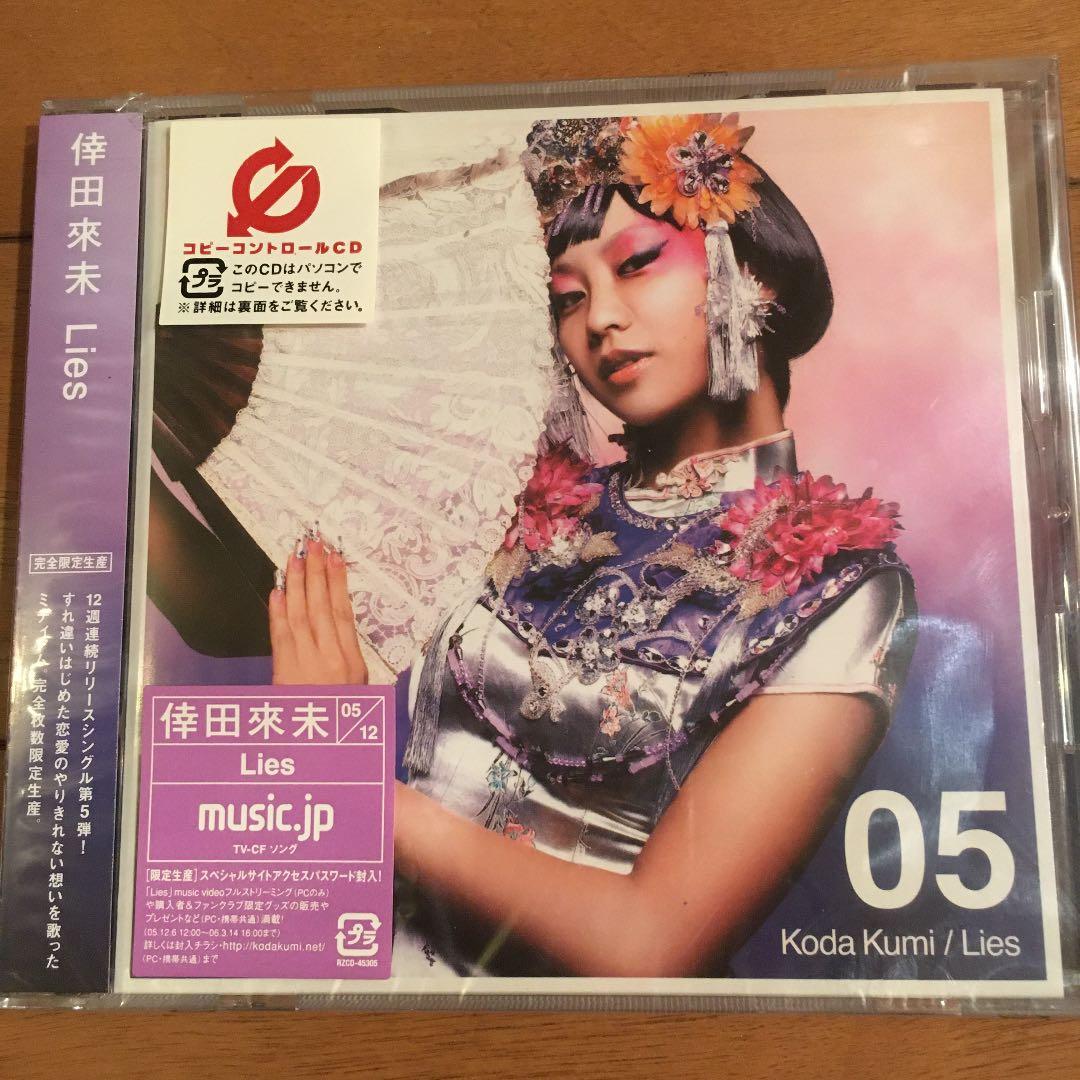 倖田來未 Lies
完全限定生産
12週連続リリースシングル第5弾！
すれ違いはじめた恋愛のやりきれない想いを歌った
ミディアム。完全枚数限定生産。
コピーコントロールCD
プラ
このCDはパソコンで
コピーできません。
※詳細は裏面をご覧ください。
倖田來未 05/12
Lies
music.jp
TV-CF ソング
[限定生産] スペシャルサイトアクセスパスワード封入！
「Lies」music videoフルストリーミング（PCのみ）
や購入者＆ファンクラブ限定グッズの販売や
プレゼントなど（PC・携帯共通）満載！
（05.12.6 12:00〜06.3.14 16:00まで）
詳しくは封入チラシ・http://kodakumi.net/
（PC・携帯共通）まで
プラ
RZCD-45305
05
Koda Kumi / Lies